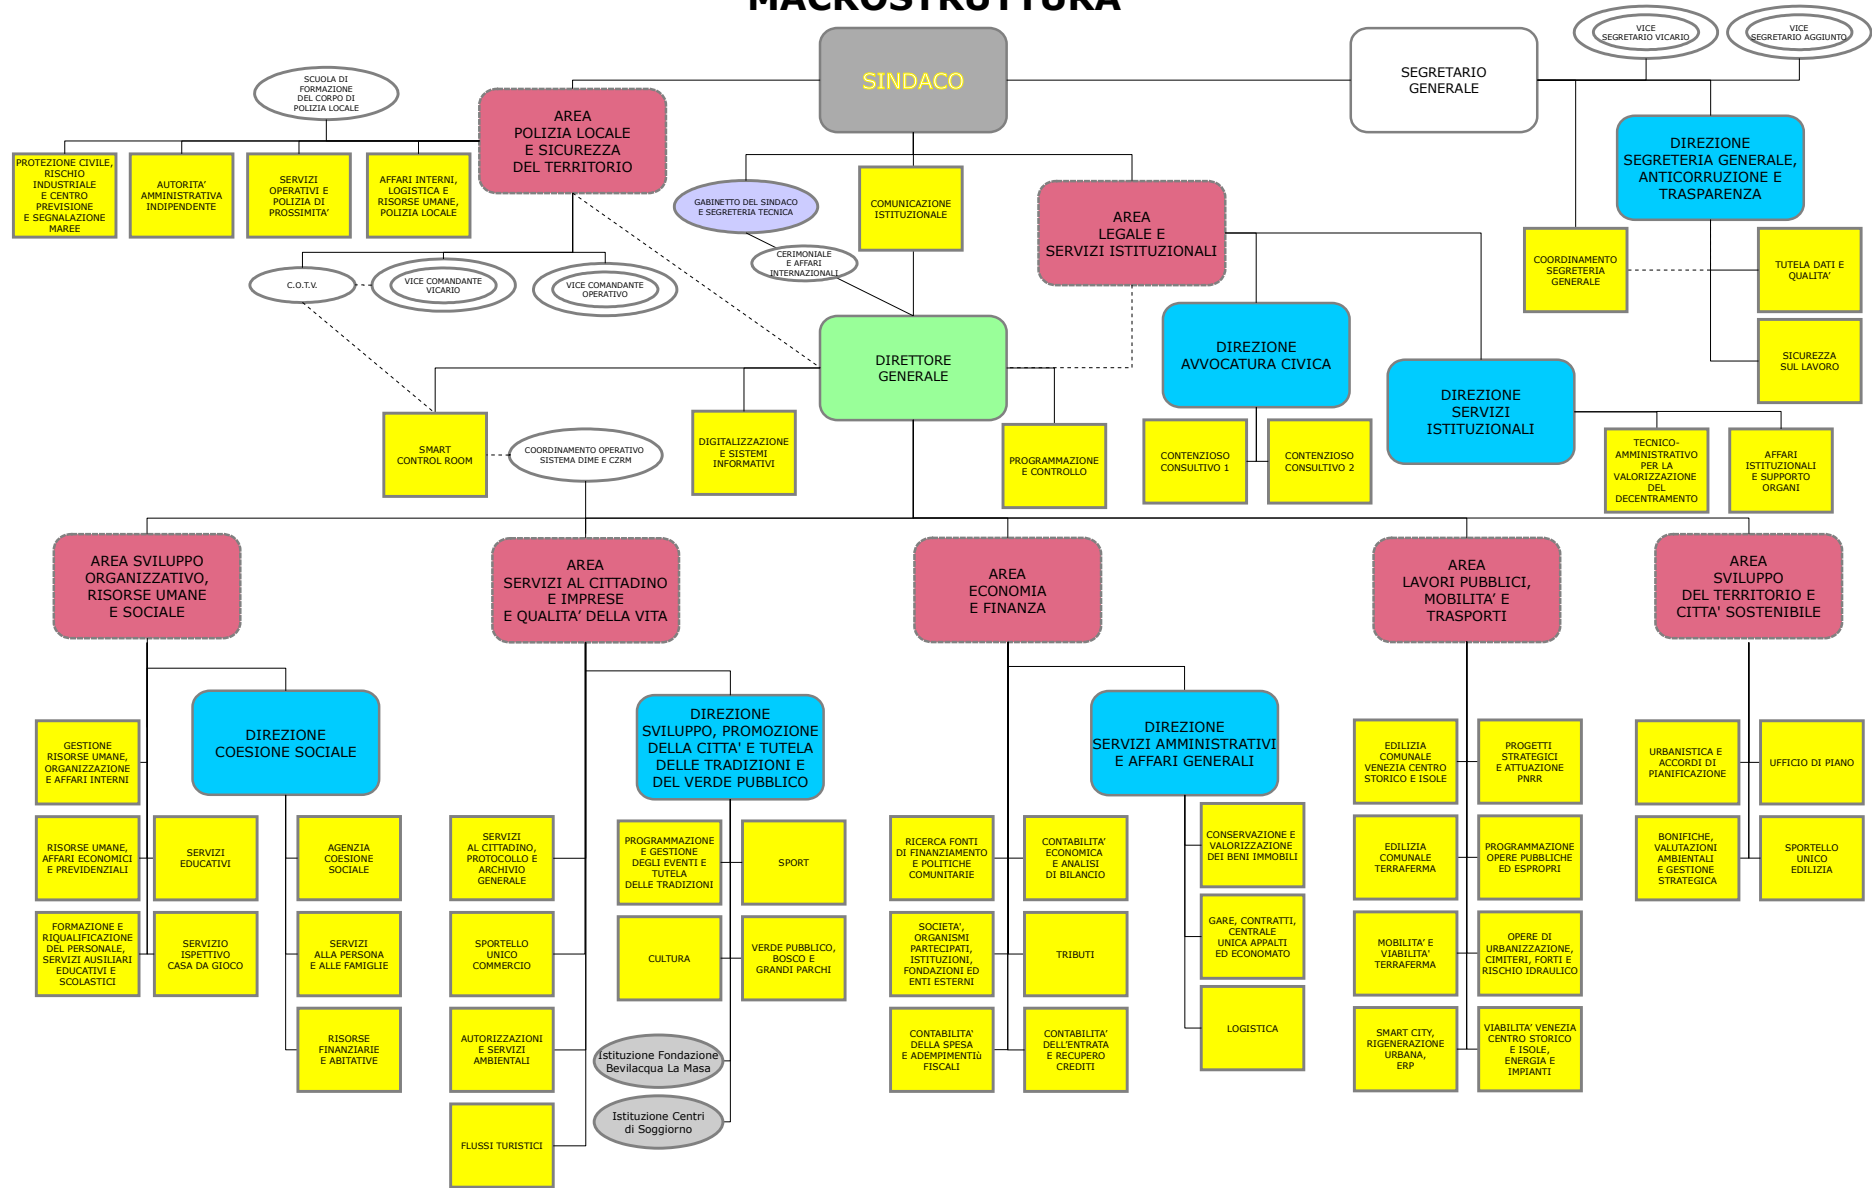 MACROSTRUTTURA
SINDACO
SEGRETARIO
GENERALE
VICE
SEGRETARIO VICARIO
VICE
SEGRETARIO AGGIUNTO
SCUOLA DI
FORMAZIONE
DEL CORPO DI
POLIZIA LOCALE
AREA
POLIZIA LOCALE
E SICUREZZA
DEL TERRITORIO
DIREZIONE
SEGRETERIA GENERALE,
ANTICORRUZIONE E
TRASPARENZA
PROTEZIONE CIVILE,
RISCHIO
INDUSTRIALE
E CENTRO
PREVISIONE
E SEGNALAZIONE
MAREE
AUTORITA’
AMMINISTRATIVA
INDIPENDENTE
SERVIZI
OPERATIVI E
POLIZIA DI
PROSSIMITA’
AFFARI INTERNI,
LOGISTICA E
RISORSE UMANE,
POLIZIA LOCALE
GABINETTO DEL SINDACO
E SEGRETERIA TECNICA
COMUNICAZIONE
ISTITUZIONALE
AREA
LEGALE E
SERVIZI ISTITUZIONALI
CERIMONIALE
E AFFARI
INTERNAZIONALI
COORDINAMENTO
SEGRETERIA
GENERALE
TUTELA DATI E
QUALITA’
C.O.T.V.
VICE COMANDANTE
VICARIO
VICE COMANDANTE
OPERATIVO
DIRETTORE
GENERALE
DIREZIONE
AVVOCATURA CIVICA
SICUREZZA
SUL LAVORO
DIREZIONE
SERVIZI
ISTITUZIONALI
SMART
CONTROL ROOM
COORDINAMENTO OPERATIVO
SISTEMA DIME E CZRM
DIGITALIZZAZIONE
E SISTEMI
INFORMATIVI
PROGRAMMAZIONE
E CONTROLLO
CONTENZIOSO
CONSULTIVO 1
CONTENZIOSO
CONSULTIVO 2
TECNICO-
AMMINISTRATIVO
PER LA
VALORIZZAZIONE
DEL
DECENTRAMENTO
AFFARI
ISTITUZIONALI
E SUPPORTO
ORGANI
AREA SVILUPPO
ORGANIZZATIVO,
RISORSE UMANE
E SOCIALE
AREA
SERVIZI AL CITTADINO
E IMPRESE
E QUALITA’ DELLA VITA
AREA
ECONOMIA
E FINANZA
AREA
LAVORI PUBBLICI,
MOBILITA’ E
TRASPORTI
AREA
SVILUPPO
DEL TERRITORIO E
CITTA' SOSTENIBILE
DIREZIONE
COESIONE SOCIALE
GESTIONE
RISORSE UMANE,
ORGANIZZAZIONE
E AFFARI INTERNI
RISORSE UMANE,
AFFARI ECONOMICI
E PREVIDENZIALI
SERVIZI
EDUCATIVI
AGENZIA
COESIONE
SOCIALE
FORMAZIONE E
RIQUALIFICAZIONE
DEL PERSONALE,
SERVIZI AUSILIARI
EDUCATIVI E
SCOLASTICI
SERVIZIO
ISPETTIVO
CASA DA GIOCO
SERVIZI
ALLA PERSONA
E ALLE FAMIGLIE
RISORSE
FINANZIARIE
E ABITATIVE
DIREZIONE
SVILUPPO, PROMOZIONE
DELLA CITTA' E TUTELA
DELLE TRADIZIONI E
DEL VERDE PUBBLICO
SERVIZI
AL CITTADINO,
PROTOCOLLO E
ARCHIVIO
GENERALE
PROGRAMMAZIONE
E GESTIONE
DEGLI EVENTI E
TUTELA
DELLE TRADIZIONI
SPORT
SPORTELLO
UNICO
COMMERCIO
CULTURA
VERDE PUBBLICO,
BOSCO E
GRANDI PARCHI
AUTORIZZAZIONI
E SERVIZI
AMBIENTALI
Istituzione Fondazione
Bevilacqua La Masa
Istituzione Centri
di Soggiorno
FLUSSI TURISTICI
DIREZIONE
SERVIZI AMMINISTRATIVI
E AFFARI GENERALI
RICERCA FONTI
DI FINANZIAMENTO
E POLITICHE
COMUNITARIE
CONTABILITA’
ECONOMICA
E ANALISI
DI BILANCIO
CONSERVAZIONE E
VALORIZZAZIONE
DEI BENI IMMOBILI
SOCIETA’,
ORGANISMI
PARTECIPATI,
ISTITUZIONI,
FONDAZIONI ED
ENTI ESTERNI
TRIBUTI
GARE, CONTRATTI,
CENTRALE
UNICA APPALTI
ED ECONOMATO
CONTABILITA’
DELLA SPESA
E ADEMPIMENTIù
FISCALI
CONTABILITA’
DELL’ENTRATA
E RECUPERO
CREDITI
LOGISTICA
EDILIZIA
COMUNALE
VENEZIA CENTRO
STORICO E ISOLE
PROGETTI
STRATEGICI
E ATTUAZIONE
PNRR
EDILIZIA
COMUNALE
TERRAFERMA
PROGRAMMAZIONE
OPERE PUBBLICHE
ED ESPROPRI
MOBILITA’ E
VIABILITA’
TERRAFERMA
OPERE DI
URBANIZZAZIONE,
CIMITERI, FORTI E
RISCHIO IDRAULICO
SMART CITY,
RIGENERAZIONE
URBANA,
ERP
VIABILITA’ VENEZIA
CENTRO STORICO
E ISOLE,
ENERGIA E
IMPIANTI
URBANISTICA E
ACCORDI DI
PIANIFICAZIONE
UFFICIO DI PIANO
BONIFICHE,
VALUTAZIONI
AMBIENTALI
E GESTIONE
STRATEGICA
SPORTELLO
UNICO
EDILIZIA